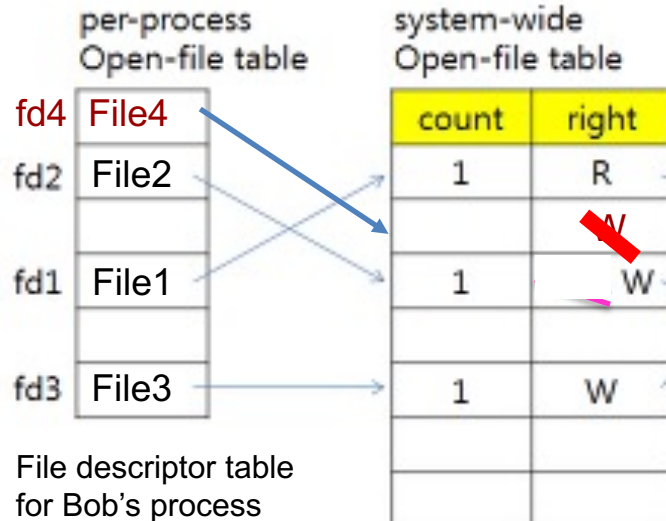 per-process
Open-file table
system-wide
Open-file table
fd4 File4
count right
fd2 File2
1 R
W
fd1 File1
1 W
fd3 File3
1 W
File descriptor table
for Bob’s process